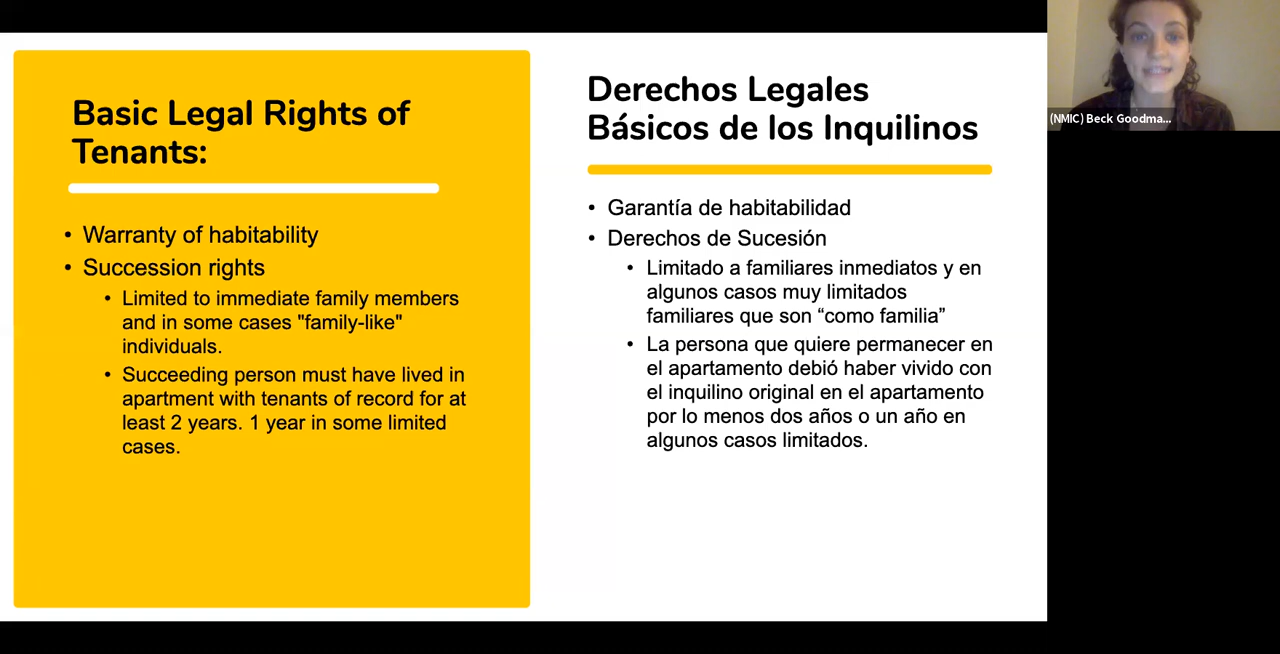 Basic Legal Rights of
Tenants:
• Warranty of habitability
• Succession rights
• Limited to immediate family members
and in some cases "family-like"
individuals.
• Succeeding person must have lived in
apartment with tenants of record for at
least 2 years. 1 year in some limited
cases.
Derechos Legales
Básicos de los Inquilinos
• Garantía de habitabilidad
• Derechos de Sucesión
• Limitado a familiares inmediatos y en
algunos casos muy limitados
familiares que son “como familia”
• La persona que quiere permanecer en
el apartamento debió haber vivido con
el inquilino original en el apartamento
por lo menos dos años o un año en
algunos casos limitados.
(NMIC) Beck Goodma...